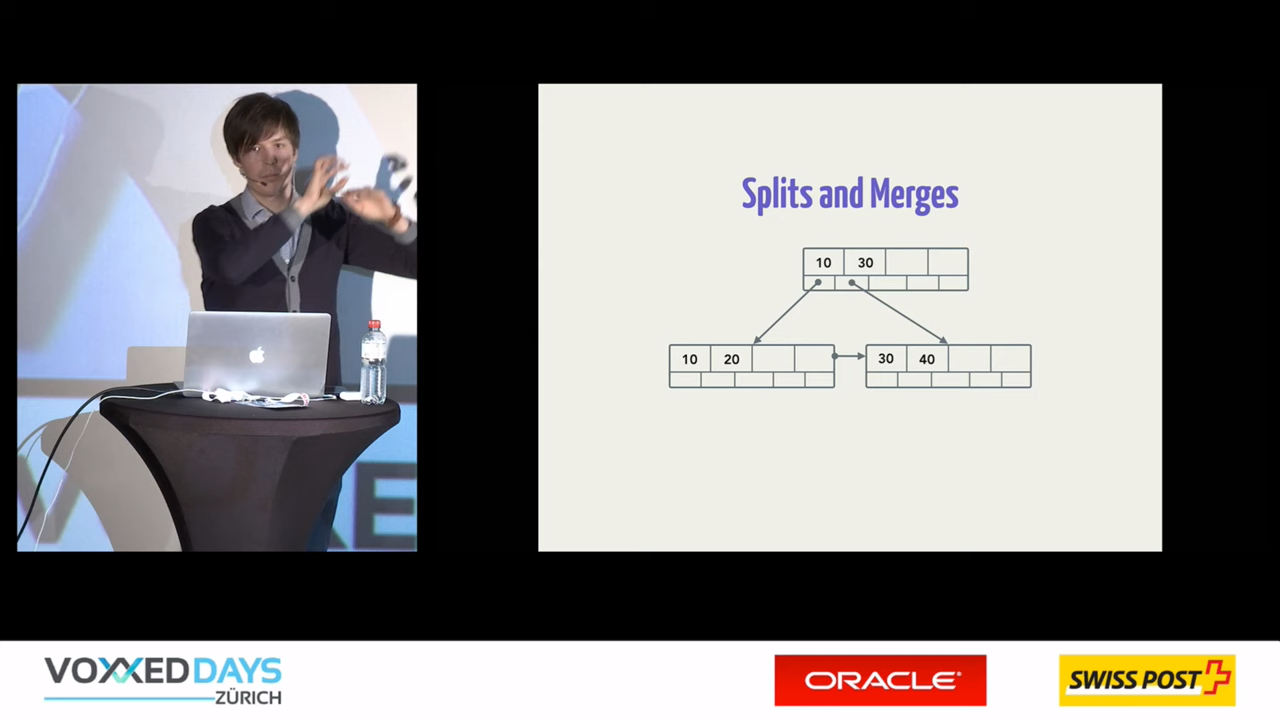 Splits and Merges
10 30
10 20
30 40
VOXXED DAYS
ZÜRICH
ORACLE®
SWISS POST